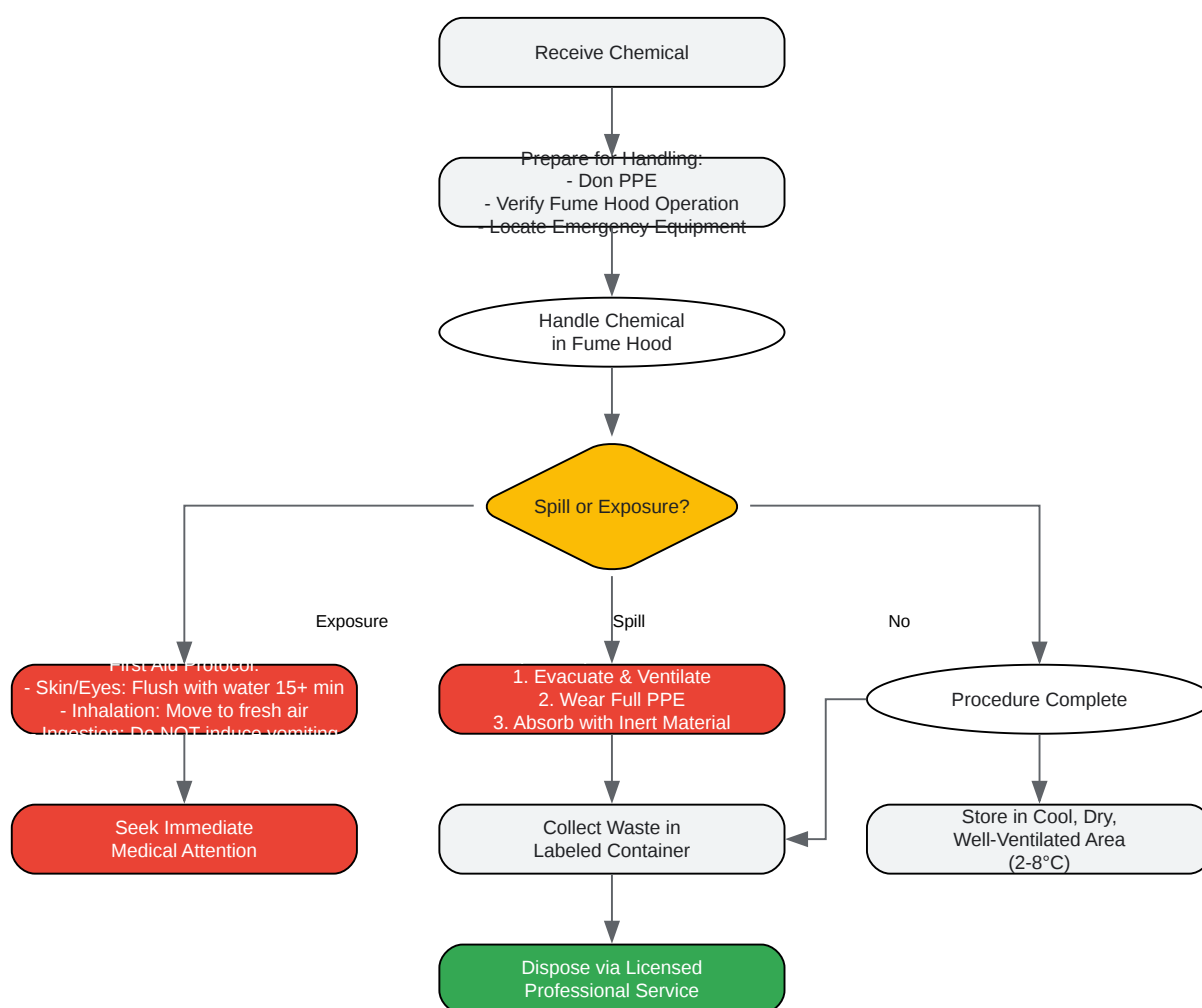 Receive Chemical
Prepare for Handling:
- Don PPE
- Verify Fume Hood Operation
- Locate Emergency Equipment
Handle Chemical
in Fume Hood
Spill or Exposure?
Exposure
Spill
No
First Aid Protocol:
- Skin/Eyes: Flush with water 15+ min
- Inhalation: Move to fresh air
- Ingestion: Do NOT induce vomiting
1. Evacuate & Ventilate
2. Wear Full PPE
3. Absorb with Inert Material
Procedure Complete
Seek Immediate
Medical Attention
Collect Waste in
Labeled Container
Store in Cool, Dry,
Well-Ventilated Area
(2-8°C)
Dispose via Licensed
Professional Service